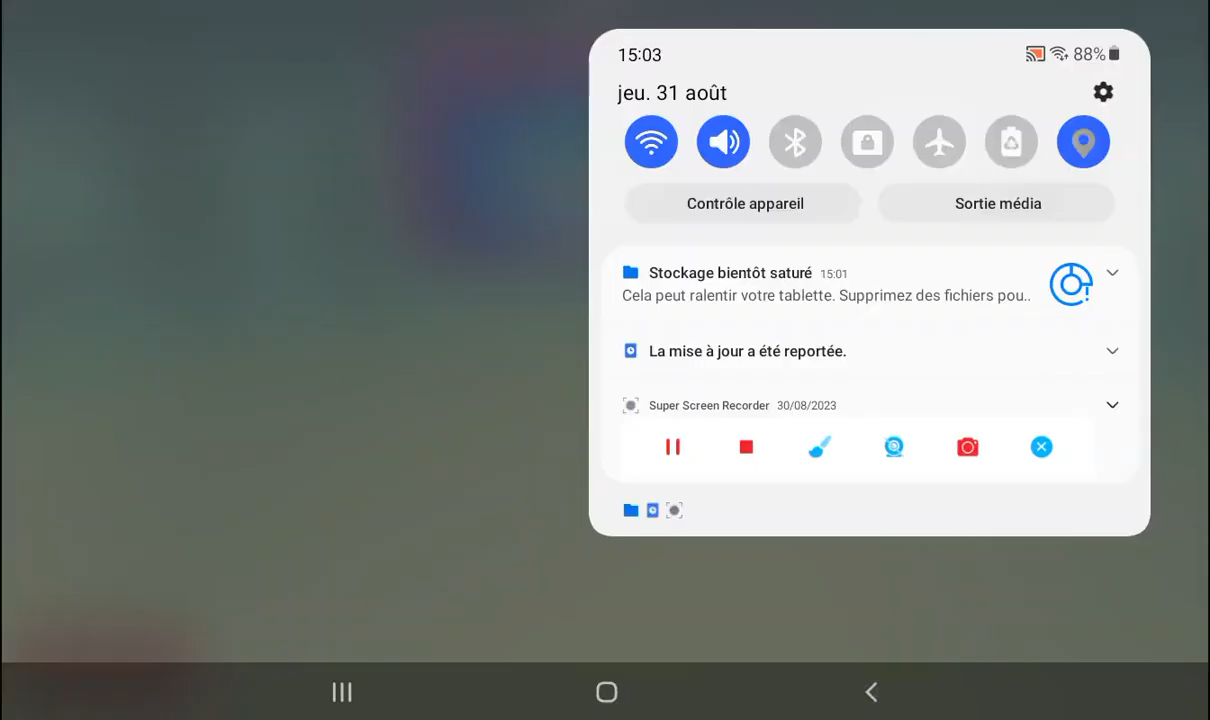 15:03
88%
jeu. 31 août
Contrôle appareil
Sortie média
Stockage bientôt saturé 15:01
Cela peut ralentir votre tablette. Supprimez des fichiers pou..
La mise à jour a été reportée.
Super Screen Recorder 30/08/2023